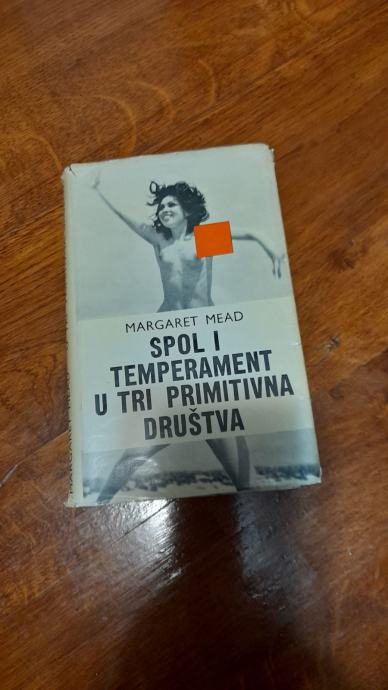 MARGARET MEAD
SPOL I
TEMPERAMENT
U TRI PRIMITIVNA
DRUŠTVA